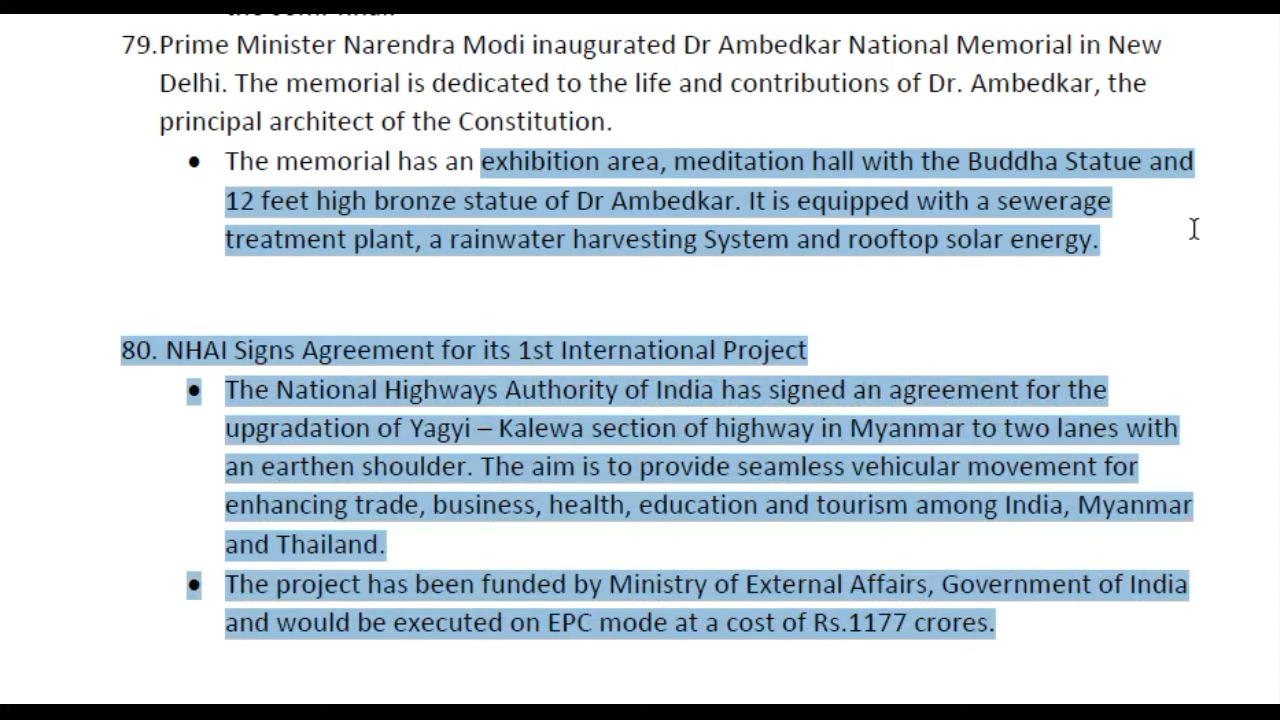 79.Prime Minister Narendra Modi inaugurated Dr Ambedkar National Memorial in New
Delhi. The memorial is dedicated to the life and contributions of Dr. Ambedkar, the
principal architect of the Constitution.
• The memorial has an exhibition area, meditation hall with the Buddha Statue and
12 feet high bronze statue of Dr Ambedkar. It is equipped with a sewerage
treatment plant, a rainwater harvesting System and rooftop solar energy.
80. NHAI Signs Agreement for its 1st International Project
• The National Highways Authority of India has signed an agreement for the
upgradation of Yagyi – Kalewa section of highway in Myanmar to two lanes with
an earthen shoulder. The aim is to provide seamless vehicular movement for
enhancing trade, business, health, education and tourism among India, Myanmar
and Thailand.
• The project has been funded by Ministry of External Affairs, Government of India
and would be executed on EPC mode at a cost of Rs.1177 crores.